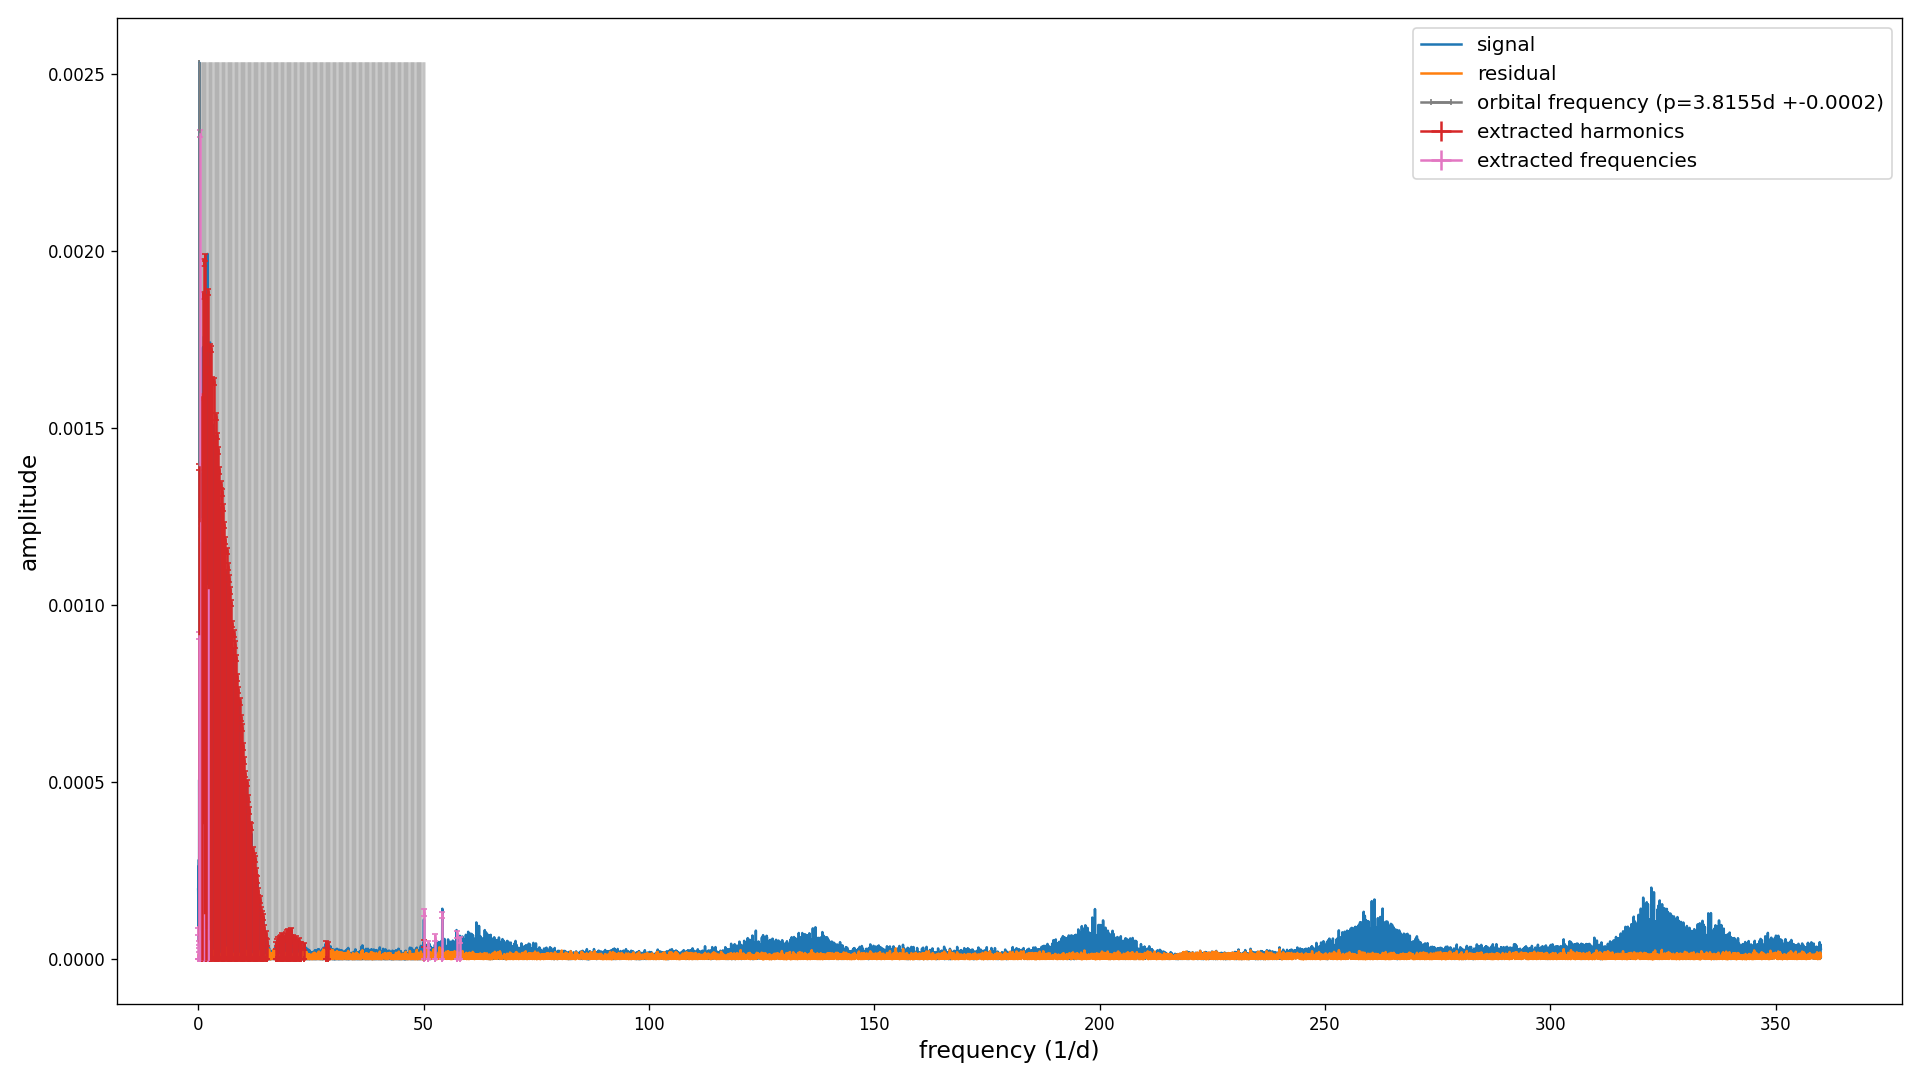 signal
residual
orbital frequency (p=3.8155d +-0.0002)
extracted harmonics
extracted frequencies
0.0025
0.0020
0.0015
0.0010
0.0005
0.0000
amplitude
0 50 100 150 200 250 300 350
frequency (1/d)